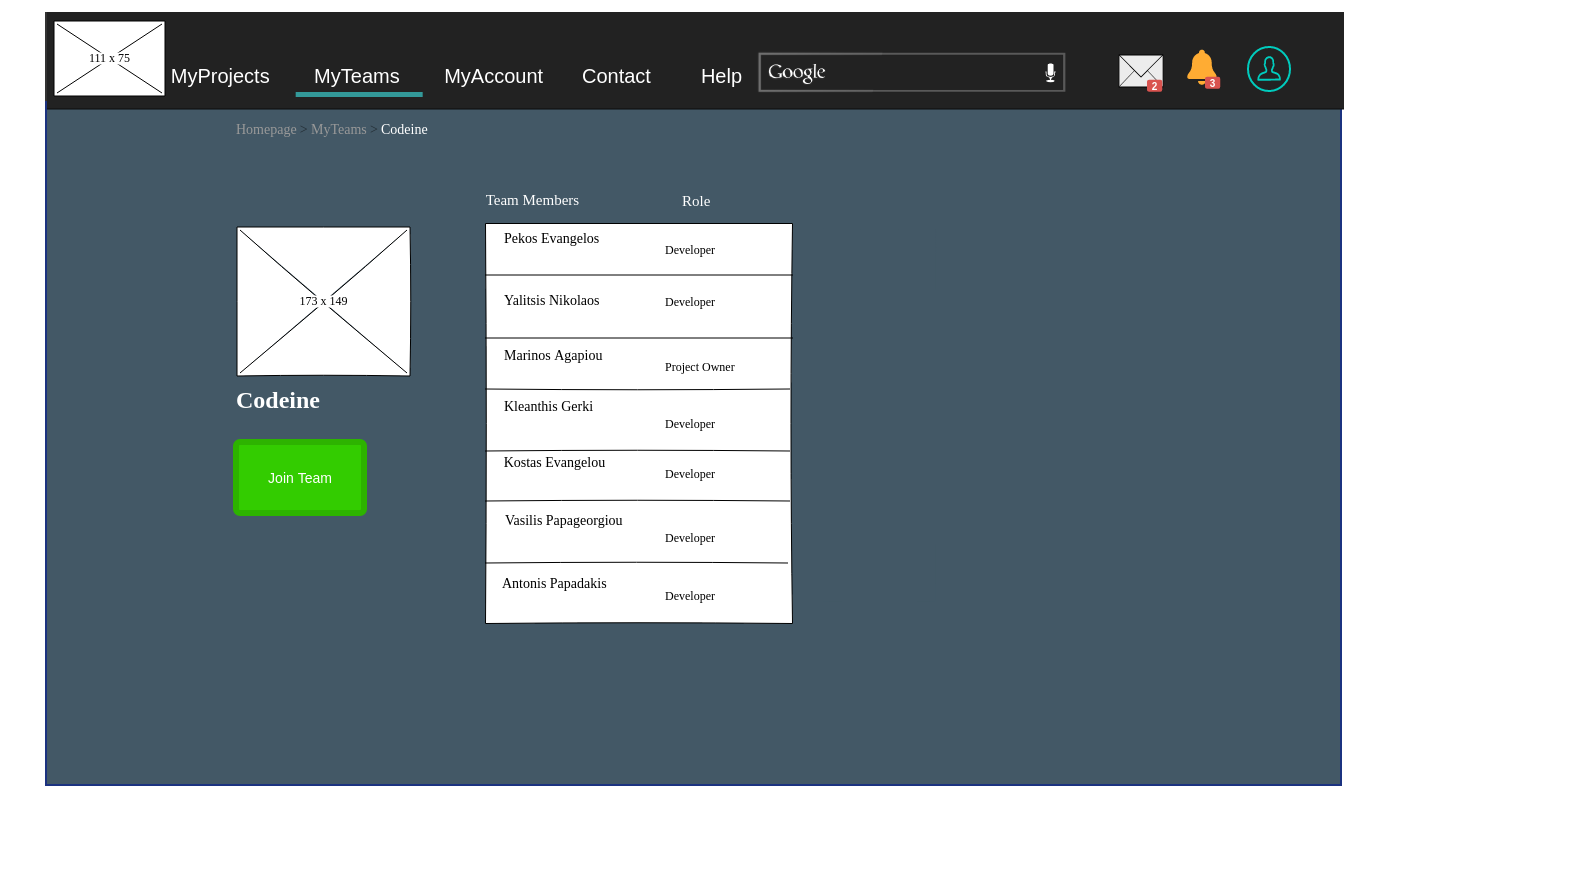 111 x 75
MyProjects MyTeams MyAccount Contact Help Google 2 3
Homepage > MyTeams > Codeine
Team Members Role
Pekos Evangelos Developer
173 x 149
Yalitsis Nikolaos Developer
Marinos Agapiou Project Owner
Codeine
Kleanthis Gerki Developer
Kostas Evangelou Developer
Join Team
Vasilis Papageorgiou Developer
Antonis Papadakis Developer